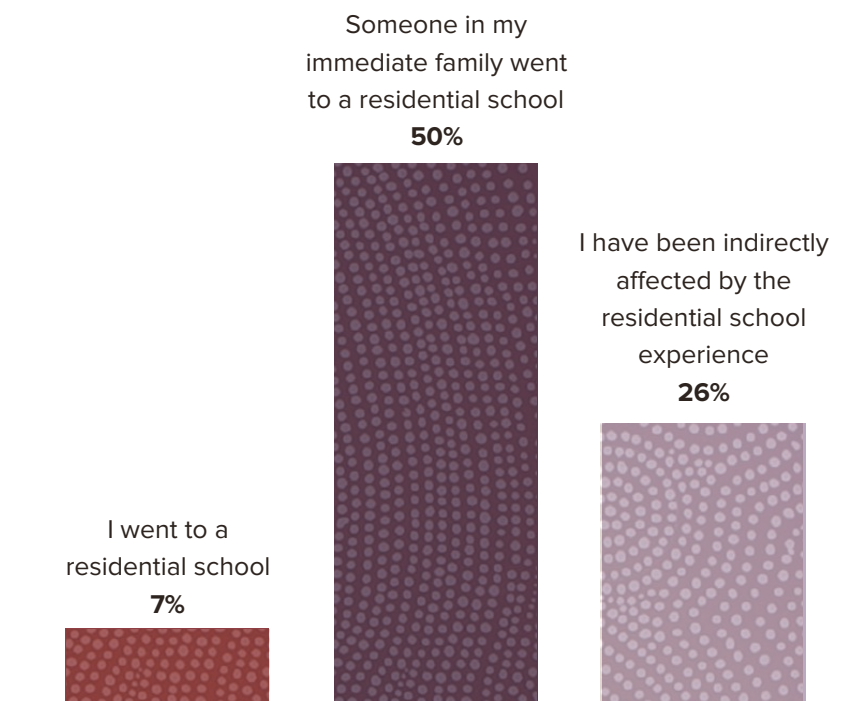 Someone in my
immediate family went
to a residential school
50%
I have been indirectly
affected by the
residential school
experience
26%
I went to a
residential school
7%